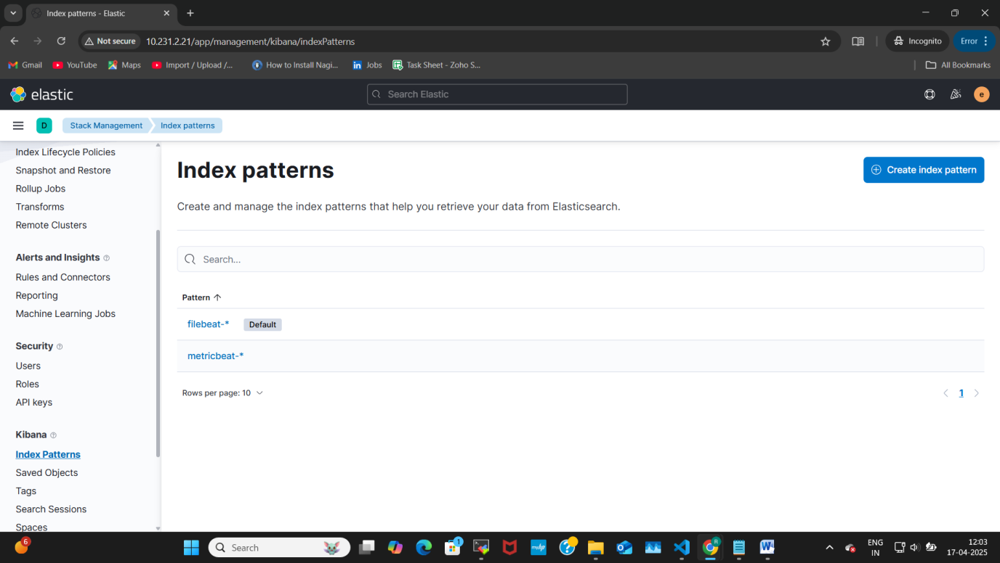 Index patterns - Elastic
Not secure 10.231.2.21/app/management/kibana/indexPatterns Incognito Error
Gmail YouTube Maps Import / Upload /... How to Install Nagi... Jobs Task Sheet - Zoho S... All Bookmarks
elastic Search Elastic e
D Stack Management Index patterns
Index Lifecycle Policies
Snapshot and Restore
Rollup Jobs
Transforms
Remote Clusters
Alerts and Insights
Rules and Connectors
Reporting
Machine Learning Jobs
Security
Users
Roles
API keys
Kibana
Index Patterns
Saved Objects
Tags
Search Sessions
Spaces
Index patterns
Create index pattern
Create and manage the index patterns that help you retrieve your data from Elasticsearch.
Search...
Pattern
filebeat-* Default
metricbeat-*
Rows per page: 10
1
6 Search 1 myhp R
ENG
IN
12:03
17-04-2025